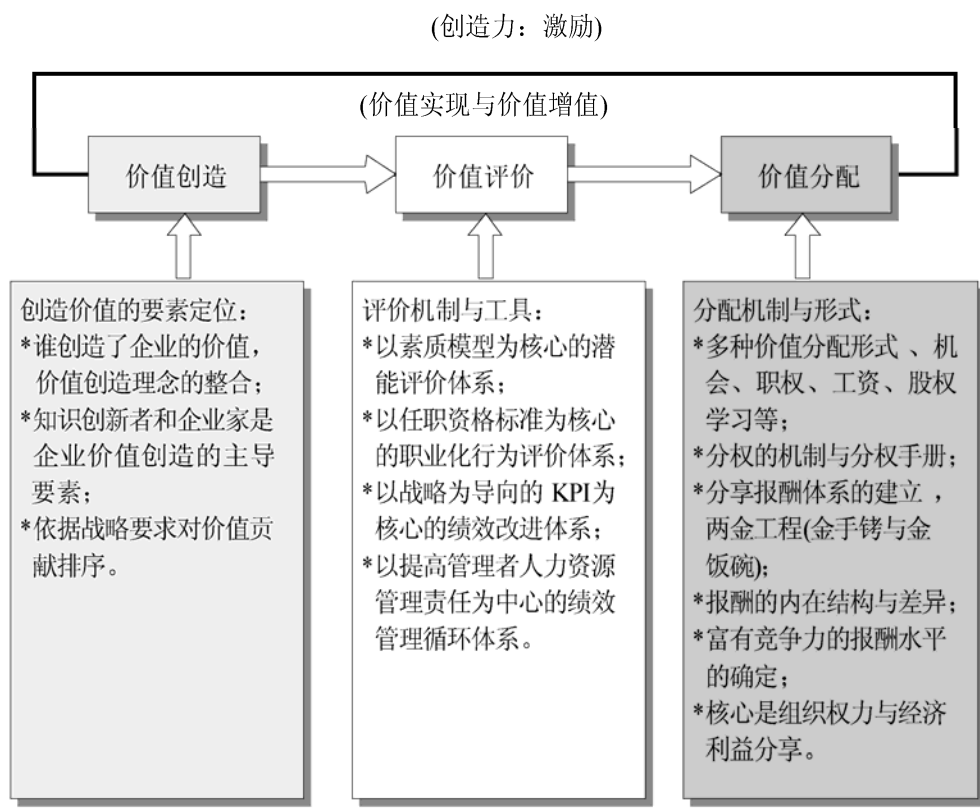 (创造力：激励)
(价值实现与价值增值)
价值创造
价值评价
价值分配
创造价值的要素定位：
*谁创造了企业的价值，
价值创造理念的整合；
*知识创新者和企业家是
企业价值创造的主导
要素；
*依据战略要求对价值贡
献排序。
评价机制与工具：
*以素质模型为核心的潜
能评价体系；
*以任职资格标准为核心
的职业化行为评价体系；
*以战略为导向的 KPI为
核心的绩效改进体系；
*以提高管理者人力资源
管理责任为中心的绩效
管理循环体系。
分配机制与形式：
*多种价值分配形式 、机
会、职权、工资、股权
学习等；
*分权的机制与分权手册；
*分享报酬体系的建立 ，
两金工程(金手铐与金
饭碗)；
*报酬的内在结构与差异；
*富有竞争力的报酬水平
的确定；
*核心是组织权力与经济
利益分享。